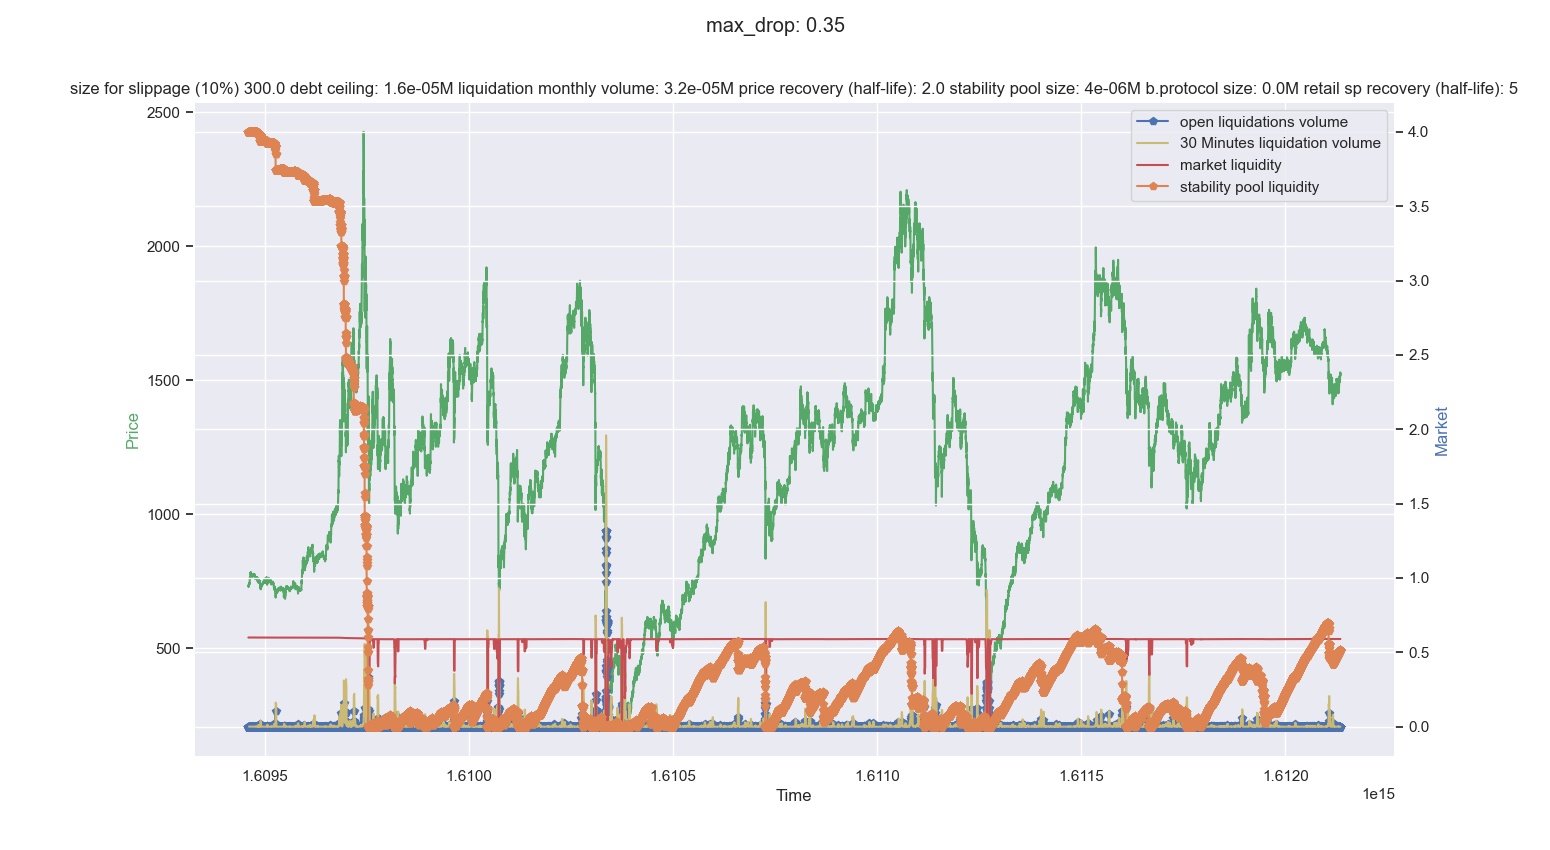 max_drop: 0.35
size for slippage (10%) 300.0 debt ceiling: 1.6e-05M liquidation monthly volume: 3.2e-05M price recovery (half-life): 2.0 stability pool size: 4e-06M b.protocol size: 0.0M retail sp recovery (half-life): 5
open liquidations volume
30 Minutes liquidation volume
market liquidity
stability pool liquidity
2500
2000
1500
1000
500
Price
4.0
3.5
3.0
2.5
2.0
1.5
1.0
0.5
0.0
Market
1.6095 1.6100 1.6105 1.6110 1.6115 1.6120
Time
1e15